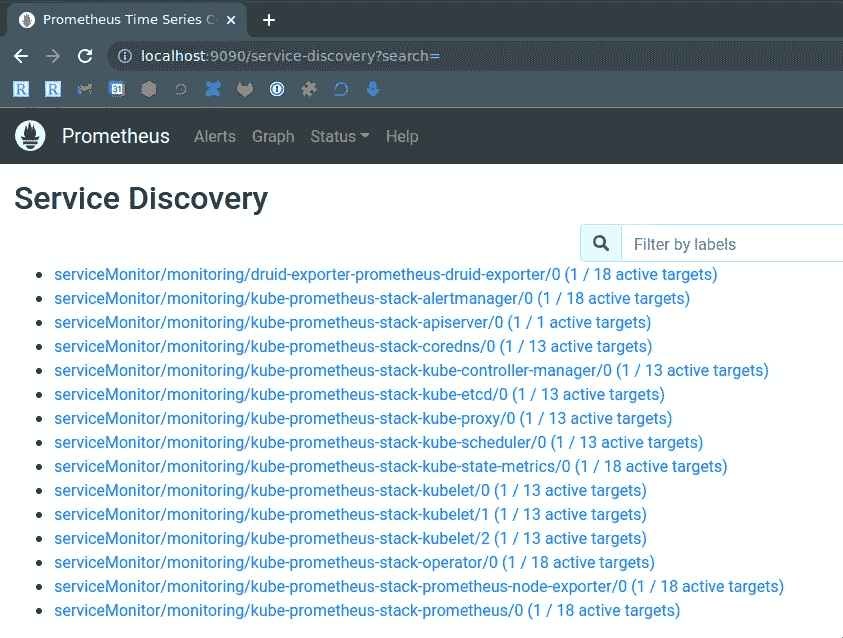 Prometheus Time Series C
localhost:9090/service-discovery?search=
R R 31
Prometheus Alerts Graph Status Help
Service Discovery
Filter by labels
serviceMonitor/monitoring/druid-exporter-prometheus-druid-exporter/0 (1 / 18 active targets)
serviceMonitor/monitoring/kube-prometheus-stack-alertmanager/0 (1 / 18 active targets)
serviceMonitor/monitoring/kube-prometheus-stack-apiserver/0 (1 / 1 active targets)
serviceMonitor/monitoring/kube-prometheus-stack-coredns/0 (1 / 13 active targets)
serviceMonitor/monitoring/kube-prometheus-stack-kube-controller-manager/0 (1 / 13 active targets)
serviceMonitor/monitoring/kube-prometheus-stack-kube-etcd/0 (1 / 13 active targets)
serviceMonitor/monitoring/kube-prometheus-stack-kube-proxy/0 (1 / 13 active targets)
serviceMonitor/monitoring/kube-prometheus-stack-kube-scheduler/0 (1 / 13 active targets)
serviceMonitor/monitoring/kube-prometheus-stack-kube-state-metrics/0 (1 / 18 active targets)
serviceMonitor/monitoring/kube-prometheus-stack-kubelet/0 (1 / 13 active targets)
serviceMonitor/monitoring/kube-prometheus-stack-kubelet/1 (1 / 13 active targets)
serviceMonitor/monitoring/kube-prometheus-stack-kubelet/2 (1 / 13 active targets)
serviceMonitor/monitoring/kube-prometheus-stack-operator/0 (1 / 18 active targets)
serviceMonitor/monitoring/kube-prometheus-stack-prometheus-node-exporter/0 (1 / 18 active targets)
serviceMonitor/monitoring/kube-prometheus-stack-prometheus/0 (1 / 18 active targets)